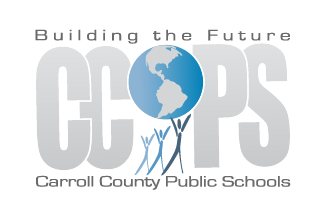 Building the Future
CCPS
Carroll County Public Schools